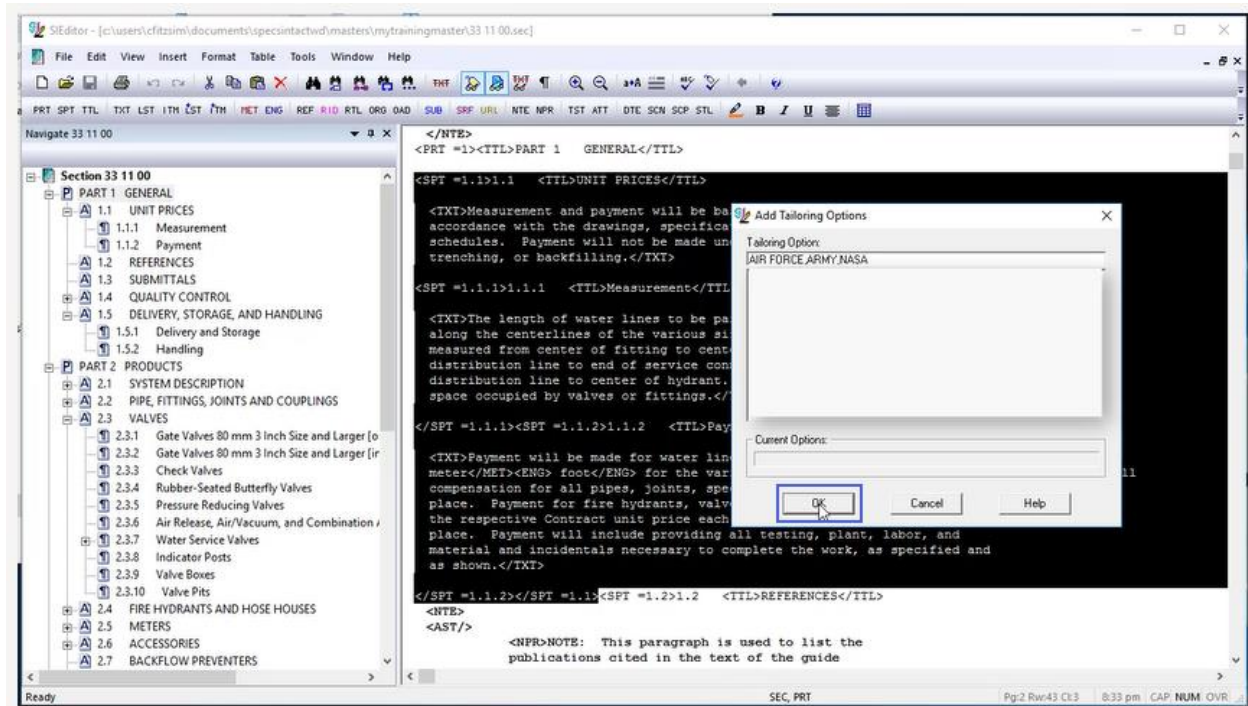 SIEditor - [c:\users\cfitzsim\documents\specsintactwd\masters\mytrainingmaster\33 11 00.sec]
File Edit View Insert Format Table Tools Window Help
TXT
PRT SPT TTL TXT LST ITM LST ITM MET ENG REF RID RTL ORG OAD SUB SRF URL NTE NPR TST ATT DTE SCN SCP STL B I U
Navigate 33 11 00
Section 33 11 00
PART 1 GENERAL
1.1 UNIT PRICES
1.1.1 Measurement
1.1.2 Payment
1.2 REFERENCES
1.3 SUBMITTALS
1.4 QUALITY CONTROL
1.5 DELIVERY, STORAGE, AND HANDLING
1.5.1 Delivery and Storage
1.5.2 Handling
PART 2 PRODUCTS
2.1 SYSTEM DESCRIPTION
2.2 PIPE, FITTINGS, JOINTS AND COUPLINGS
2.3 VALVES
2.3.1 Gate Valves 80 mm 3 Inch Size and Larger [o
2.3.2 Gate Valves 80 mm 3 Inch Size and Larger [ir
2.3.3 Check Valves
2.3.4 Rubber-Seated Butterfly Valves
2.3.5 Pressure Reducing Valves
2.3.6 Air Release, Air/Vacuum, and Combination
2.3.7 Water Service Valves
2.3.8 Indicator Posts
2.3.9 Valve Boxes
2.3.10 Valve Pits
2.4 FIRE HYDRANTS AND HOSE HOUSES
2.5 METERS
2.6 ACCESSORIES
2.7 BACKFLOW PREVENTERS
</NTE>
<PRT =1><TTL>PART 1 GENERAL</TTL>
<SPT =1.1>1.1 <TTL>UNIT PRICES</TTL>
<TXT>Measurement and payment will be ba
accordance with the drawings, specifica
schedules. Payment will not be made un
trenching, or backfilling.</TXT>
<SPT =1.1.1>1.1.1 <TTL>Measurement</TTL
<TXT>The length of water lines to be pa
along the centerlines of the various si
measured from center of fitting to cent
distribution line to end of service con
distribution line to center of hydrant.
space occupied by valves or fittings.</
</SPT =1.1.1><SPT =1.1.2>1.1.2 <TTL>Pay
<TXT>Payment will be made for water lin
meter</MET><ENG> foot</ENG> for the var ll
compensation for all pipes, joints, spe
place. Payment for fire hydrants, valv
the respective Contract unit price each
place. Payment will include providing all testing, plant, labor, and
material and incidentals necessary to complete the work, as specified and
as shown.</TXT>
</SPT =1.1.2></SPT =1.1><SPT =1.2>1.2 <TTL>REFERENCES</TTL>
<NTE>
<AST/>
<NPR>NOTE: This paragraph is used to list the
publications cited in the text of the guide
Add Tailoring Options
Tailoring Option:
AIR FORCE,ARMY,NASA
Current Options:
OK Cancel Help
Ready SEC, PRT Pg:2 Rw:43 Cl:3 8:33 pm CAP NUM OVR